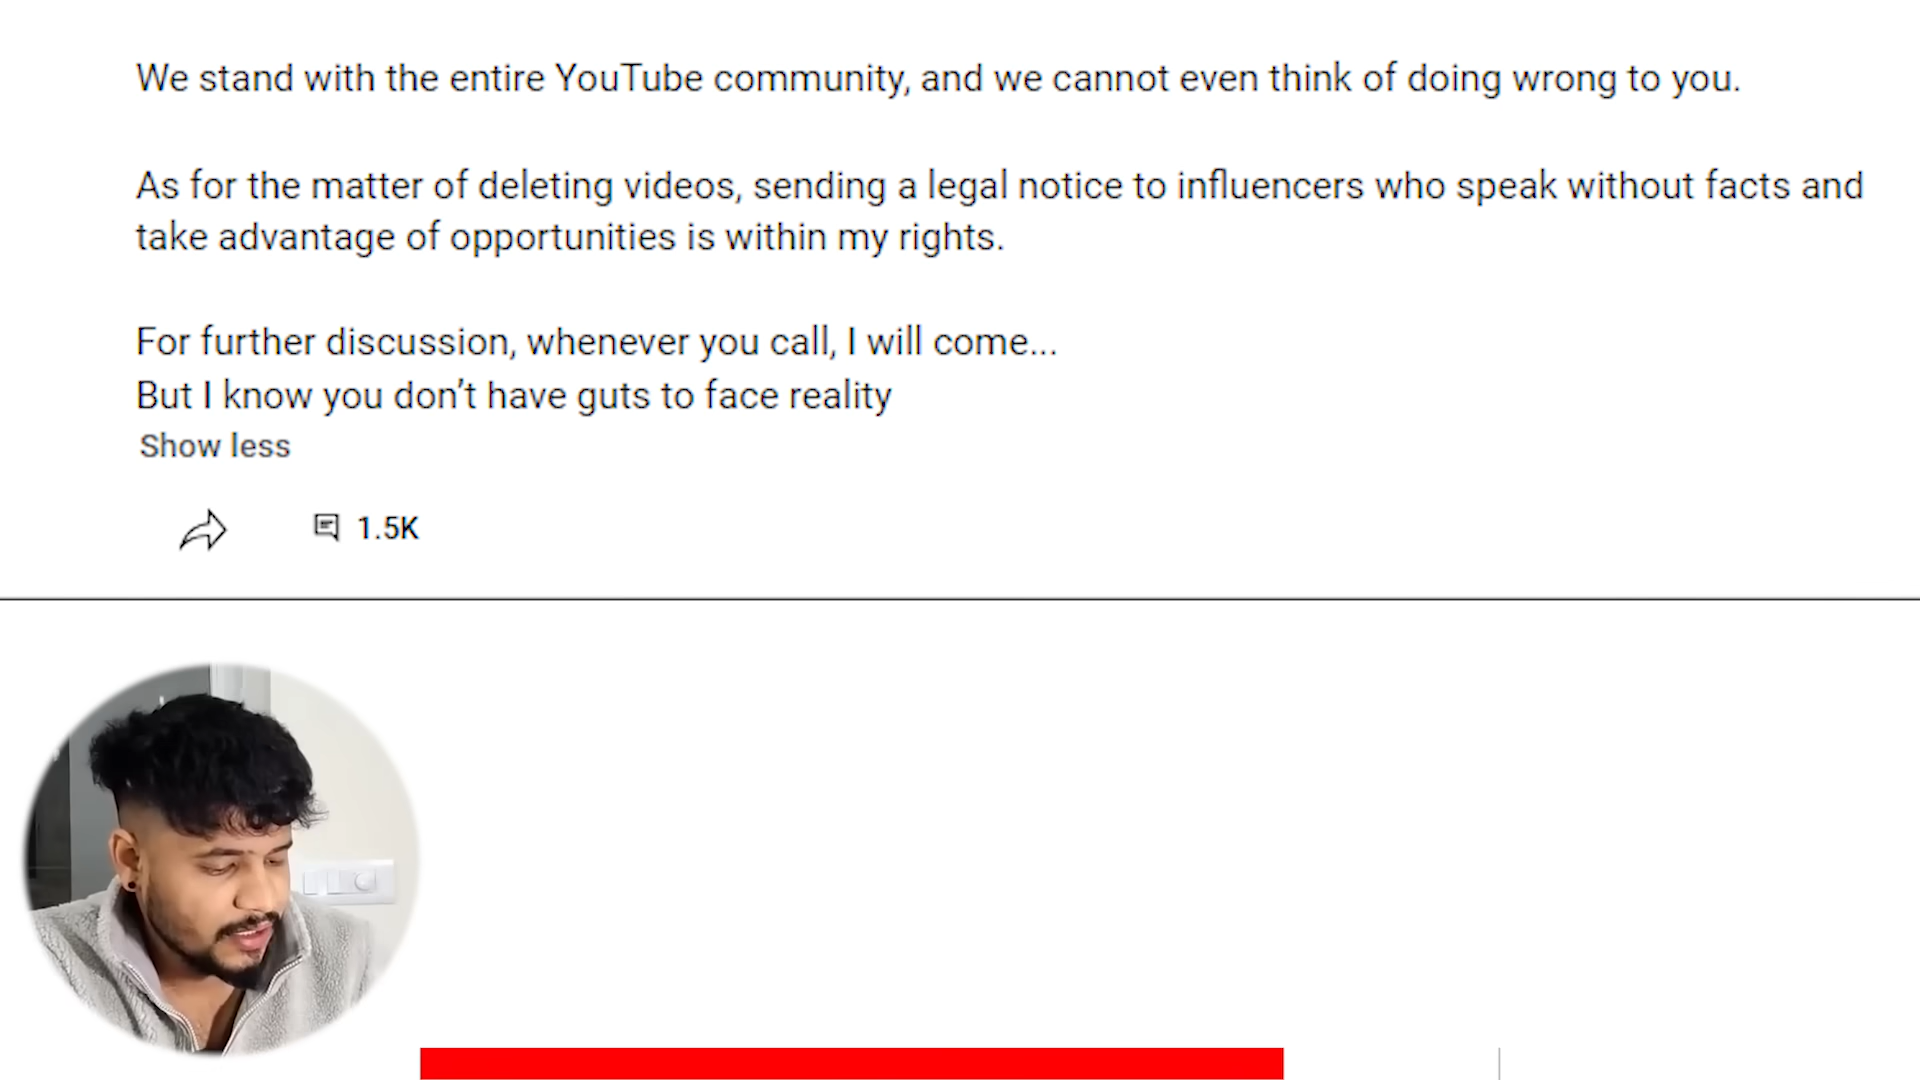 We stand with the entire YouTube community, and we cannot even think of doing wrong to you.
As for the matter of deleting videos, sending a legal notice to influencers who speak without facts and
take advantage of opportunities is within my rights.
For further discussion, whenever you call, I will come...
But I know you don’t have guts to face reality
Show less
1.5K